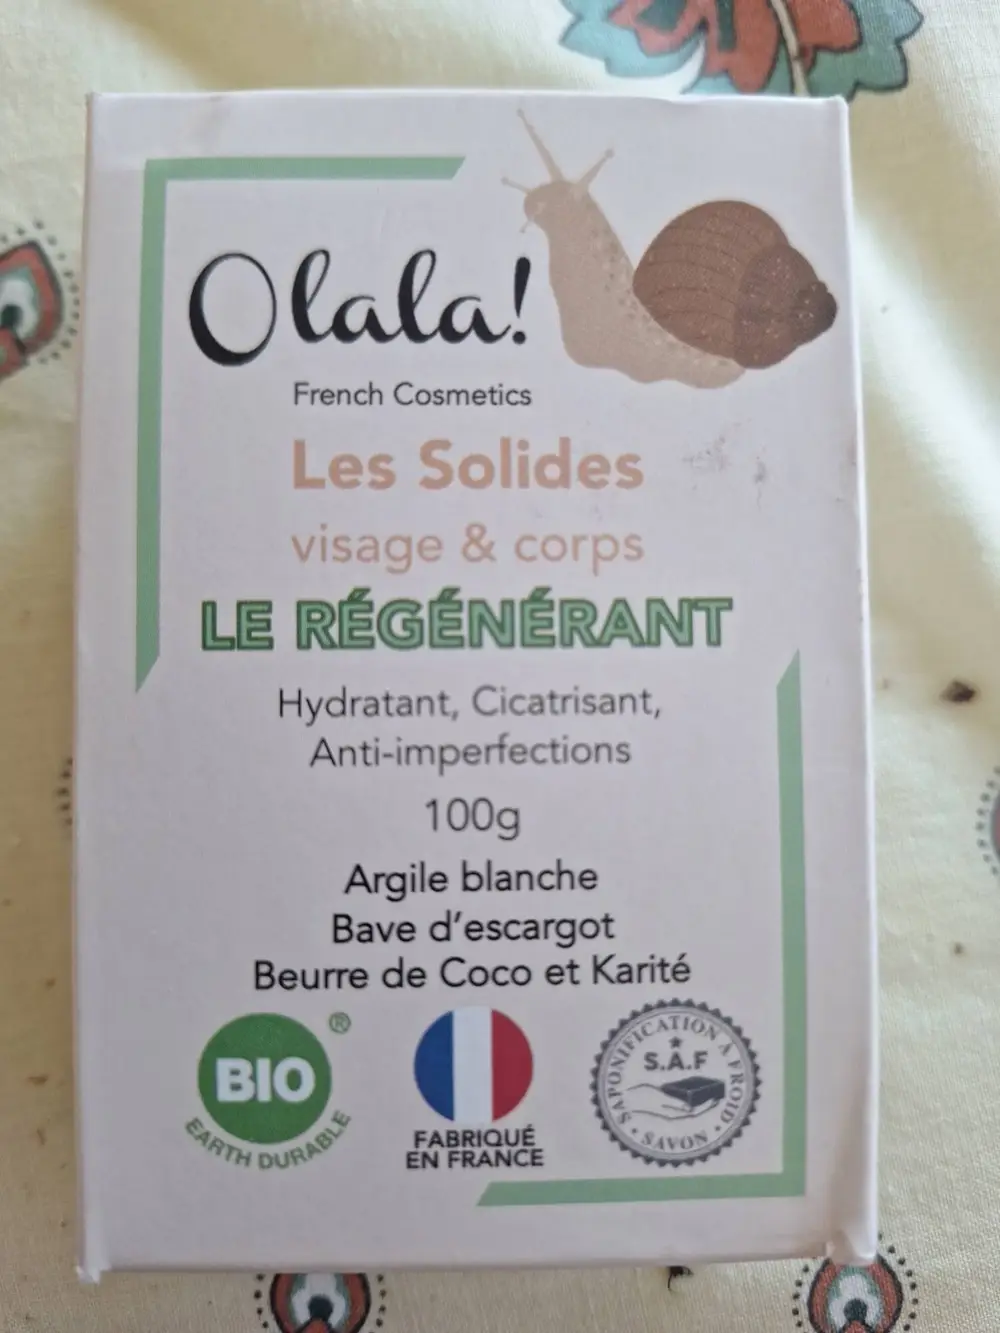 Olala!
French Cosmetics
Les Solides
visage & corps
LE RÉGÉNÉRANT
Hydratant, Cicatrisant,
Anti-imperfections
100g
Argile blanche
Bave d'escargot
Beurre de Coco et Karité
BIO ®
EARTH DURABLE
FABRIQUÉ
EN FRANCE
SAPONIFICATION À FROID
S.A.F
SAVON